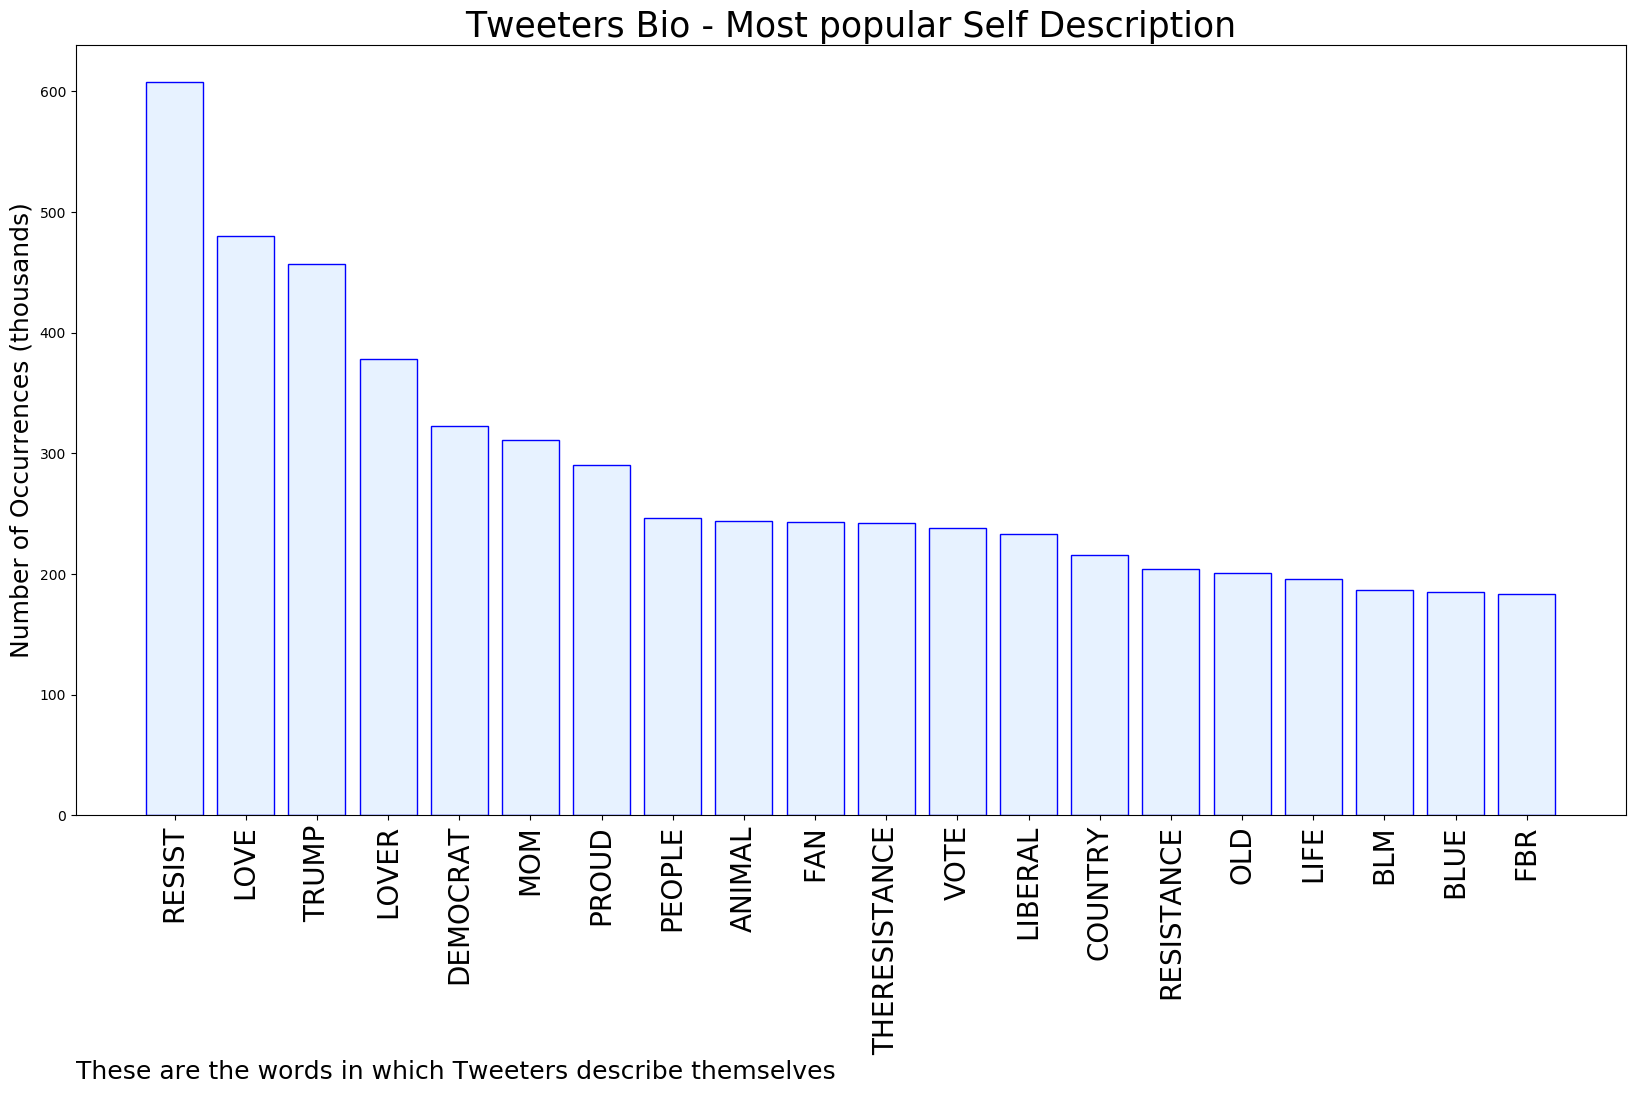 Tweeters Bio - Most popular Self Description
Number of Occurrences (thousands)
600
500
400
300
200
100
0
RESIST
LOVE
TRUMP
LOVER
DEMOCRAT
MOM
PROUD
PEOPLE
ANIMAL
FAN
THERESISTANCE
VOTE
LIBERAL
COUNTRY
RESISTANCE
OLD
LIFE
BLM
BLUE
FBR
These are the words in which Tweeters describe themselves